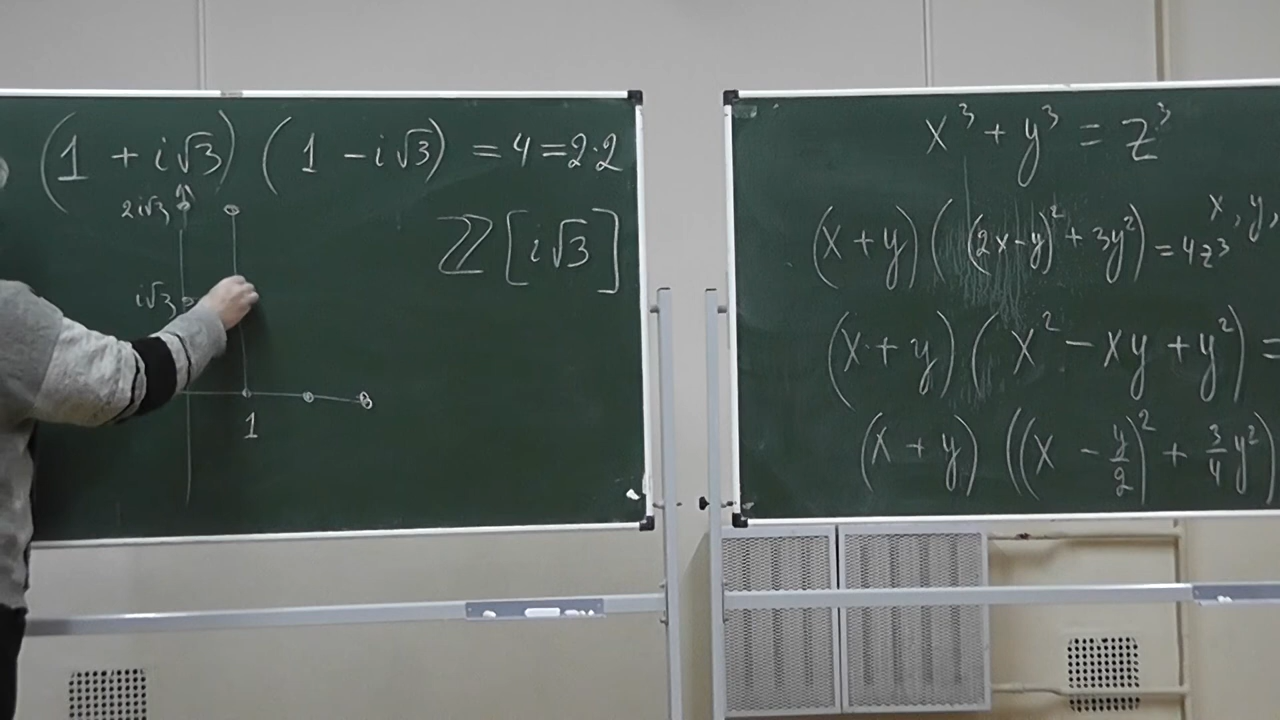 (1 + i√3) (1 - i√3) = 4 = 2·2
2i√3
ℤ[i√3]
i√3
1
x³ + y³ = z³
x, y,
(x + y) ((2x - y)² + 3y²) = 4z³
(x + y) (x² - xy + y²) =
(x + y) ((x - y/2)² + 3/4 y²)